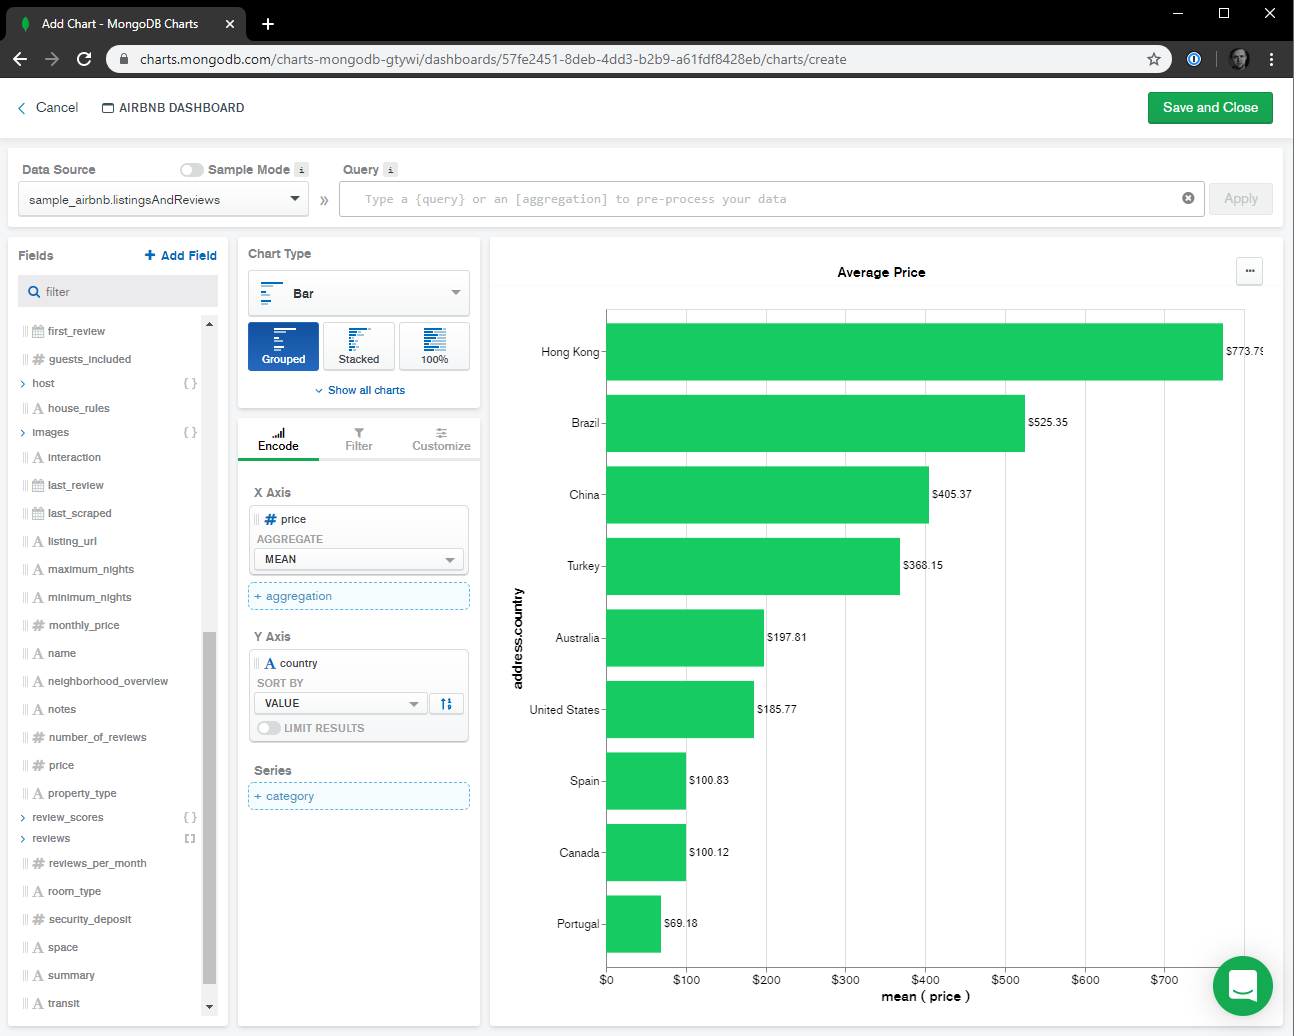 Add Chart - MongoDB Charts
charts.mongodb.com/charts-mongodb-gtywi/dashboards/57fe2451-8deb-4dd3-b2b9-a61fdf8428eb/charts/create
Cancel AIRBNB DASHBOARD Save and Close
Data Source Sample Mode i Query i
sample_airbnb.listingsAndReviews » Type a {query} or an [aggregation] to pre-process your data Apply
Fields + Add Field
filter
first_review
# guests_included
host { }
A house_rules
images { }
A interaction
last_review
last_scraped
A listing_url
A maximum_nights
A minimum_nights
# monthly_price
A name
A neighborhood_overview
A notes
# number_of_reviews
# price
A property_type
review_scores { }
reviews [ ]
# reviews_per_month
A room_type
# security_deposit
A space
A summary
A transit
Chart Type
Bar
Grouped Stacked 100%
Show all charts
Encode Filter Customize
X Axis
# price
AGGREGATE
MEAN
+ aggregation
Y Axis
A country
SORT BY
VALUE
LIMIT RESULTS
Series
+ category
Average Price
...
address.country
Hong Kong $773.79
Brazil $525.35
China $405.37
Turkey $368.15
Australia $197.81
United States $185.77
Spain $100.83
Canada $100.12
Portugal $69.18
$0 $100 $200 $300 $400 $500 $600 $700
mean ( price )